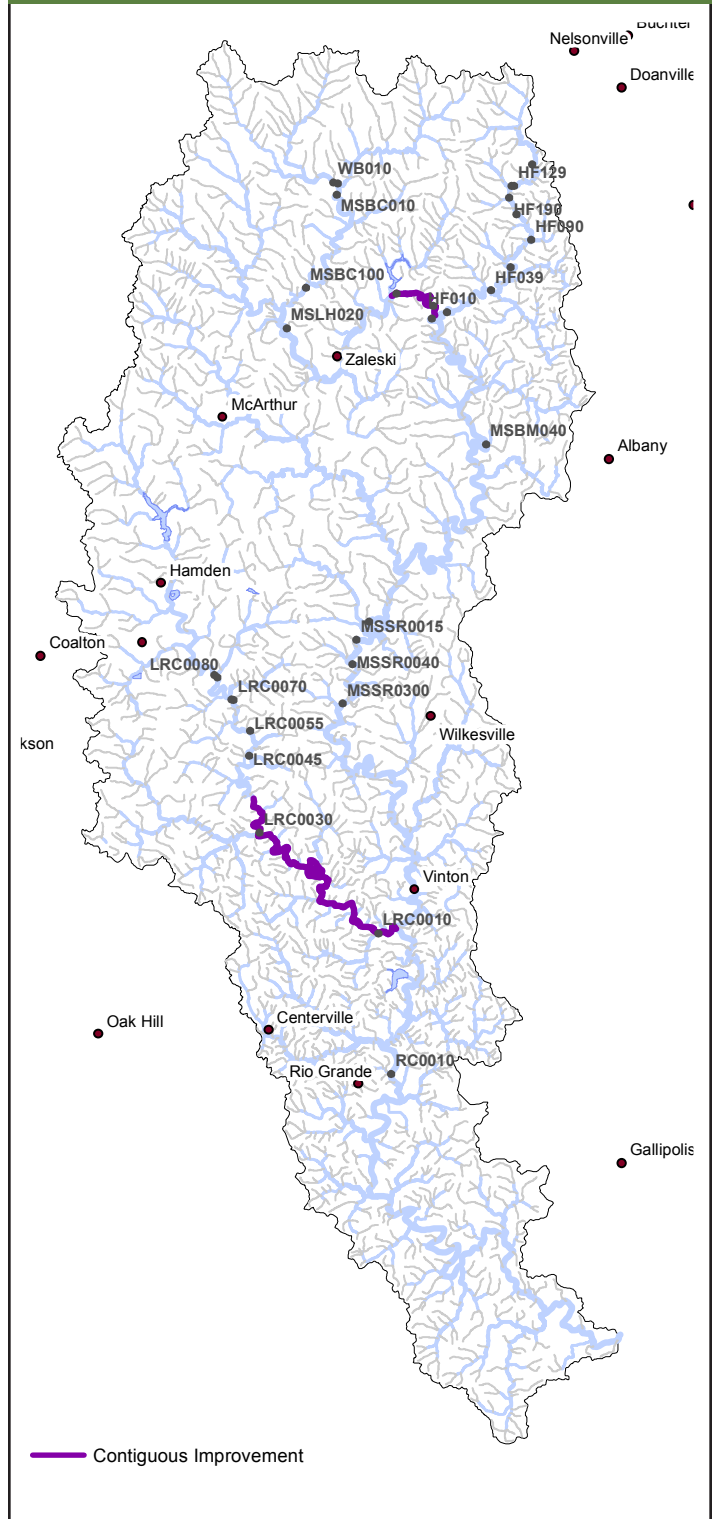 Buchtel
Nelsonville
Doanville
WB010
HF129
MSBC010
HF190
HF090
MSBC100
HF039
HF010
MSLH020
Zaleski
McArthur
MSBM040
Albany
Hamden
MSSR0015
Coalton
LRC0080
MSSR0040
LRC0070
MSSR0300
LRC0055
Wilkesville
kson
LRC0045
LRC0030
Vinton
LRC0010
Centerville
Oak Hill
RC0010
Rio Grande
Gallipolis
Contiguous Improvement